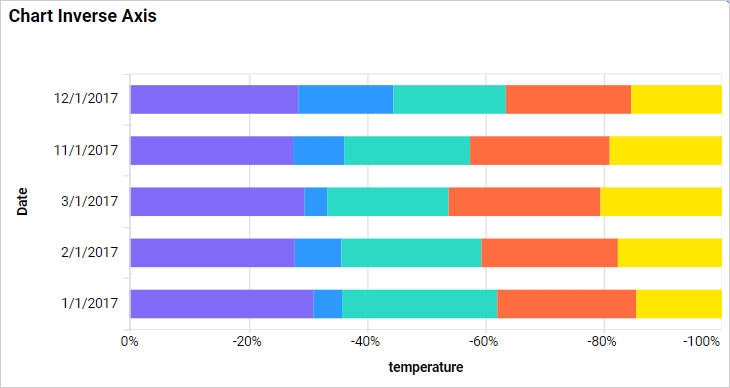 Chart Inverse Axis
12/1/2017
11/1/2017
3/1/2017
2/1/2017
1/1/2017
Date
0% -20% -40% -60% -80% -100%
temperature